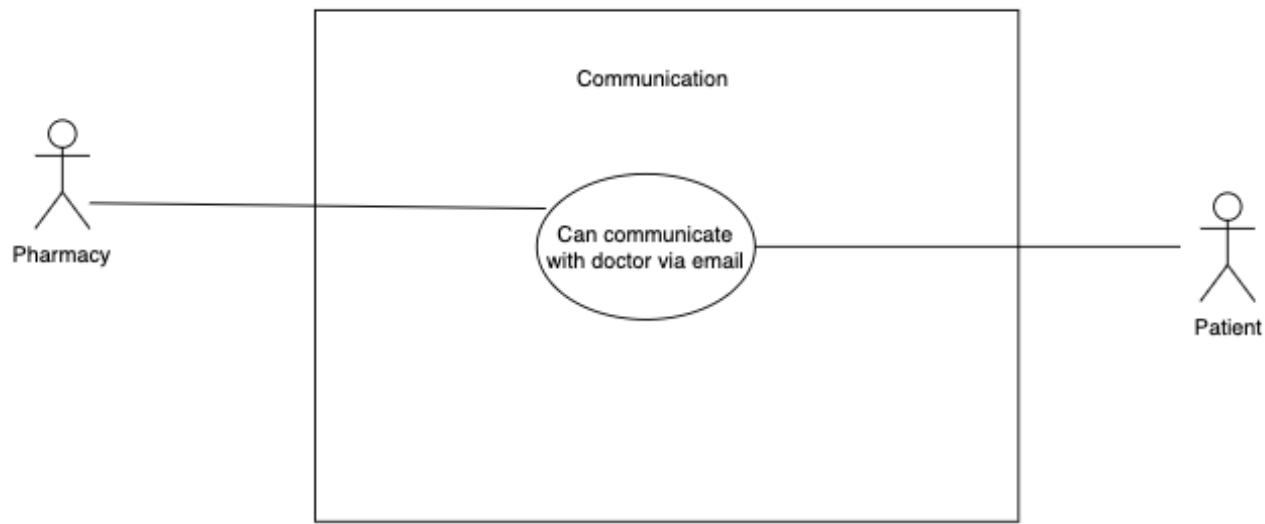 Communication
Pharmacy
Can communicate
with doctor via email
Patient